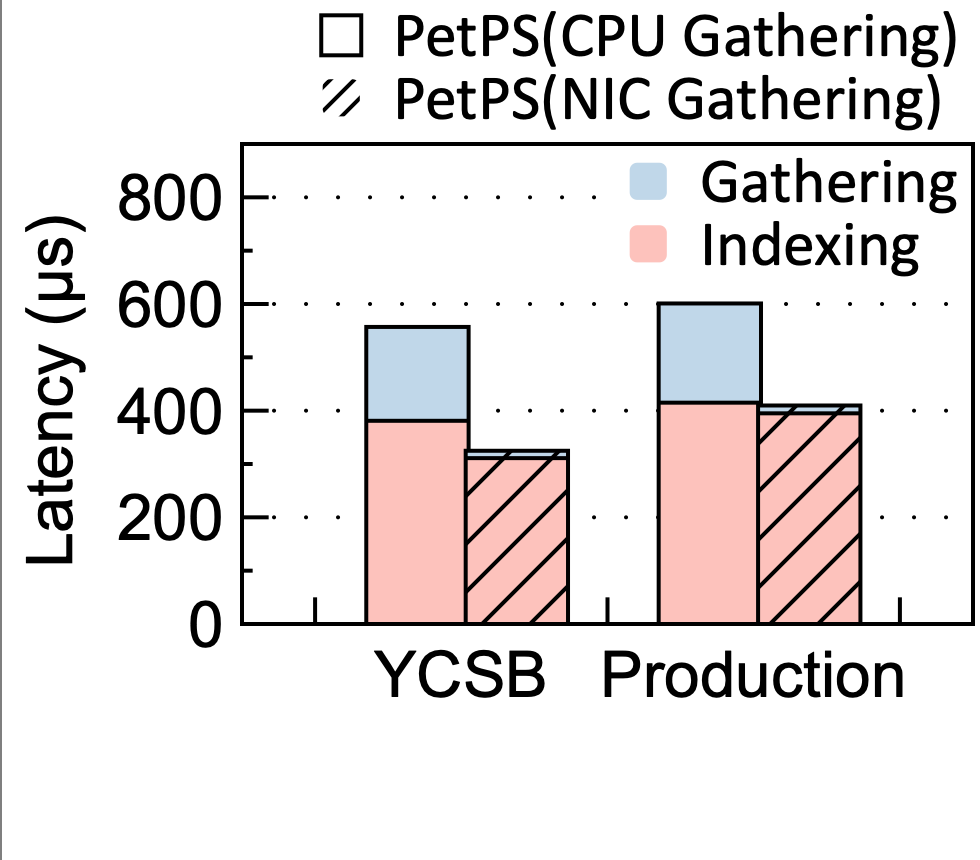 PetPS(CPU Gathering)
PetPS(NIC Gathering)
Gathering
Indexing
Latency (μs)
800
600
400
200
0
YCSB Production